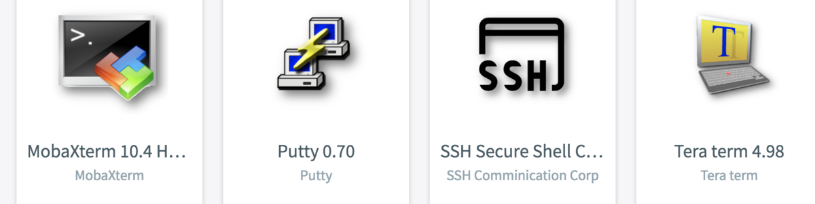 >.
SSH
T
MobaXterm 10.4 H...
Putty 0.70
SSH Secure Shell C...
Tera term 4.98
MobaXterm
Putty
SSH Comminication Corp
Tera term